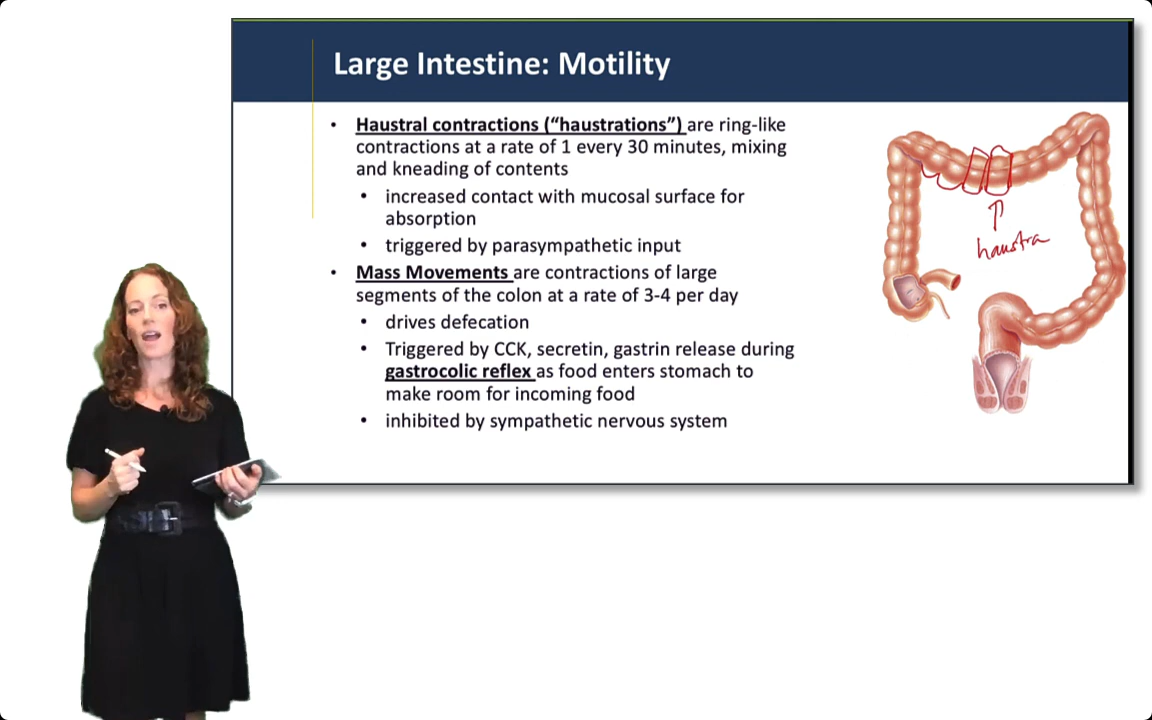 Large Intestine: Motility
• Haustral contractions (“haustrations”) are ring-like
contractions at a rate of 1 every 30 minutes, mixing
and kneading of contents
• increased contact with mucosal surface for
absorption
• triggered by parasympathetic input
• Mass Movements are contractions of large
segments of the colon at a rate of 3-4 per day
• drives defecation
• Triggered by CCK, secretin, gastrin release during
gastrocolic reflex as food enters stomach to
make room for incoming food
• inhibited by sympathetic nervous system
haustra